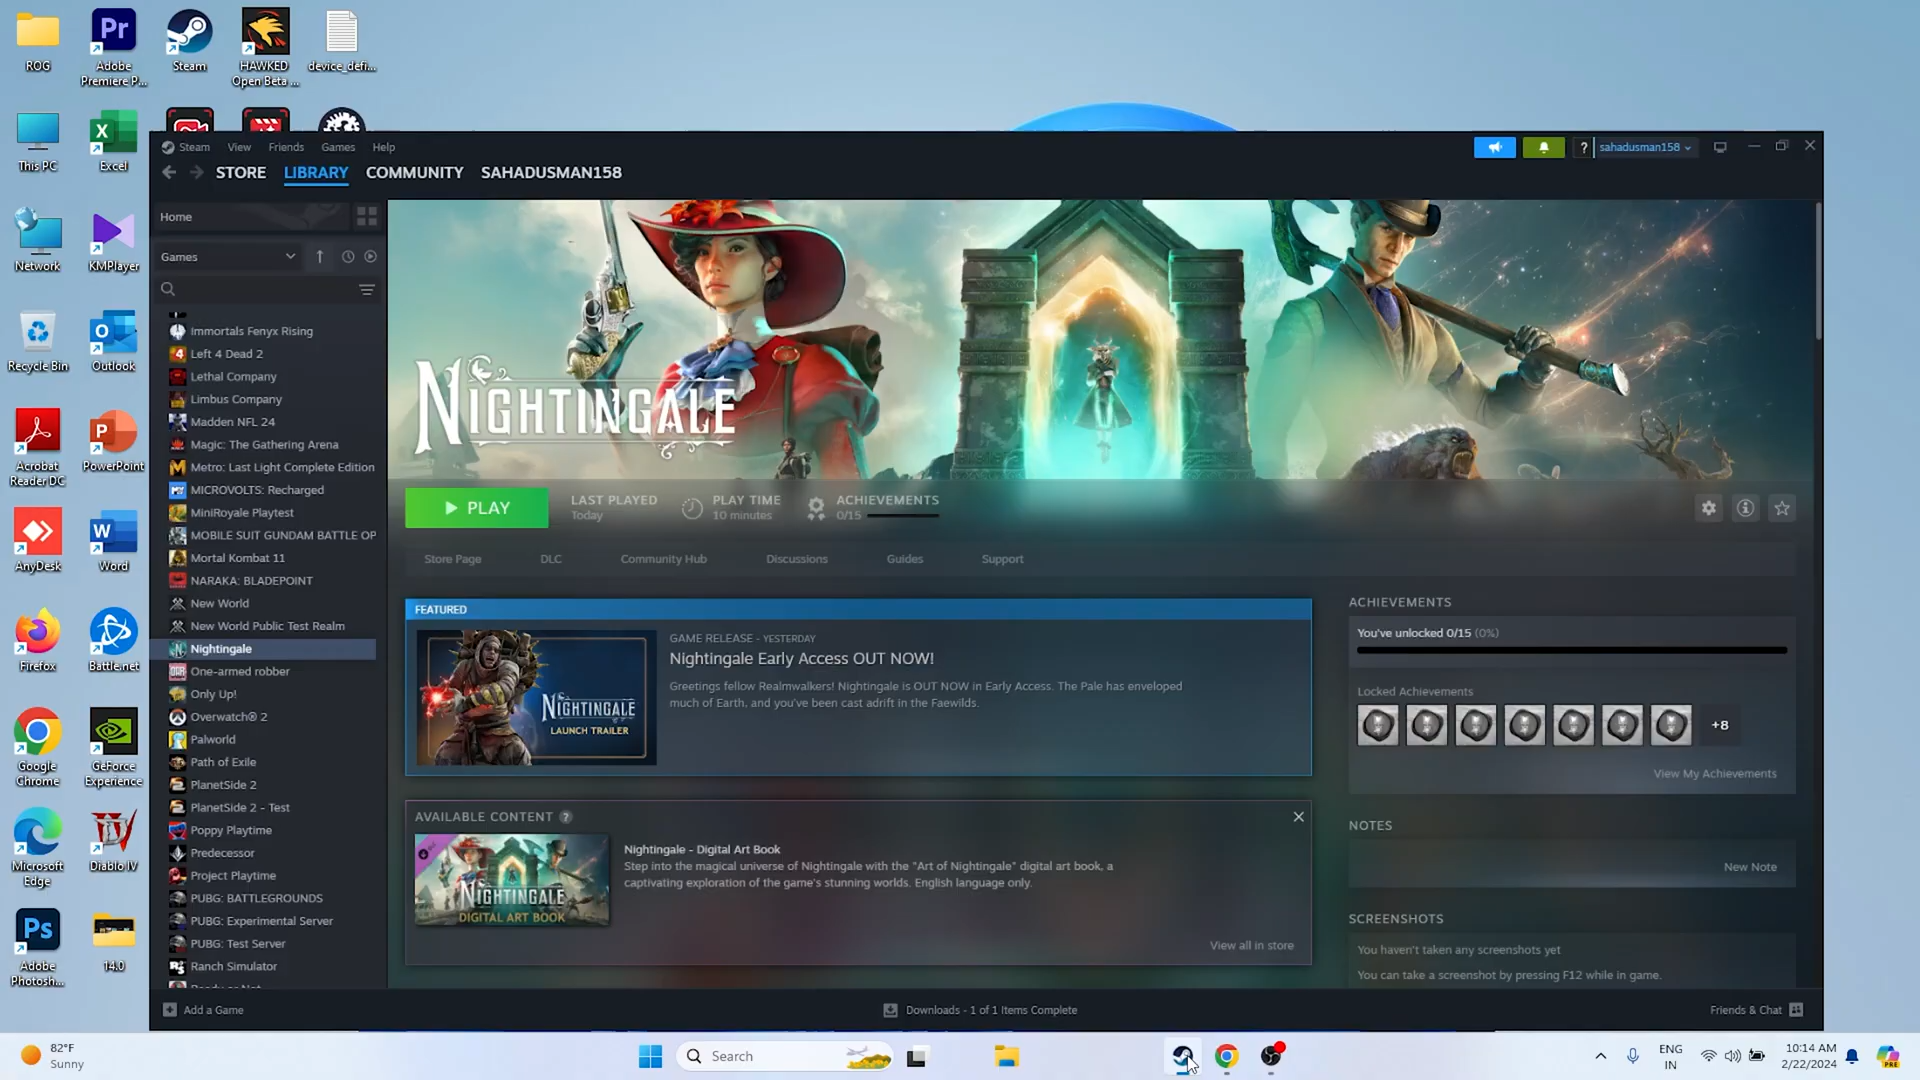 ROG
Adobe
Premiere P...
Steam
HAWKED
Open Beta ...
device_defi...
This PC
Excel
Network
KMPlayer
Recycle Bin
Outlook
Acrobat
Reader DC
PowerPoint
AnyDesk
Word
Firefox
Battle.net
Google
Chrome
GeForce
Experience
Microsoft
Edge
Diablo IV
Adobe
Photosh...
14.0
Steam View Friends Games Help
? sahadusman158
STORE LIBRARY COMMUNITY SAHADUSMAN158
Home
Games
Immortals Fenyx Rising
Left 4 Dead 2
Lethal Company
Limbus Company
Madden NFL 24
Magic: The Gathering Arena
Metro: Last Light Complete Edition
MICROVOLTS: Recharged
MiniRoyale Playtest
MOBILE SUIT GUNDAM BATTLE OP
Mortal Kombat 11
NARAKA: BLADEPOINT
New World
New World Public Test Realm
Nightingale
One-armed robber
Only Up!
Overwatch® 2
Palworld
Path of Exile
PlanetSide 2
PlanetSide 2 - Test
Poppy Playtime
Predecessor
Project Playtime
PUBG: BATTLEGROUNDS
PUBG: Experimental Server
PUBG: Test Server
Ranch Simulator
Add a Game
NIGHTINGALE
PLAY
LAST PLAYED
Today
PLAY TIME
10 minutes
ACHIEVEMENTS
0/15
Store Page DLC Community Hub Discussions Guides Support
FEATURED
NIGHTINGALE
LAUNCH TRAILER
GAME RELEASE - YESTERDAY
Nightingale Early Access OUT NOW!
Greetings fellow Realmwalkers! Nightingale is OUT NOW in Early Access. The Pale has enveloped
much of Earth, and you've been cast adrift in the Faewilds.
AVAILABLE CONTENT ?
NIGHTINGALE
DIGITAL ART BOOK
Nightingale - Digital Art Book
Step into the magical universe of Nightingale with the "Art of Nightingale" digital art book, a
captivating exploration of the game's stunning worlds. English language only.
View all in store
ACHIEVEMENTS
You've unlocked 0/15 (0%)
Locked Achievements
+8
View My Achievements
NOTES
New Note
SCREENSHOTS
You haven't taken any screenshots yet
You can take a screenshot by pressing F12 while in game.
Downloads - 1 of 1 Items Complete
Friends & Chat
82°F
Sunny
Search
ENG
IN
10:14 AM
2/22/2024